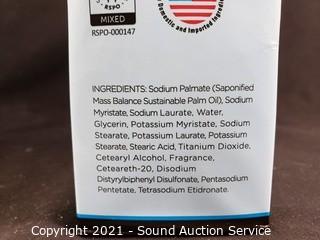 RSPO
MIXED
RSPO-000147
Domestic and Imported Ingredients
INGREDIENTS: Sodium Palmate (Saponified
Mass Balance Sustainable Palm Oil), Sodium
Myristate, Sodium Laurate, Water,
Glycerin, Potassium Myristate, Sodium
Stearate, Potassium Laurate, Potassium
Stearate, Stearic Acid, Titanium Dioxide,
Cetearyl Alcohol, Fragrance,
Ceteareth-20, Disodium
Distyrylbiphenyl Disulfonate, Pentasodium
Pentetate, Tetrasodium Etidronate.
Copyright 2021 - Sound Auction Service